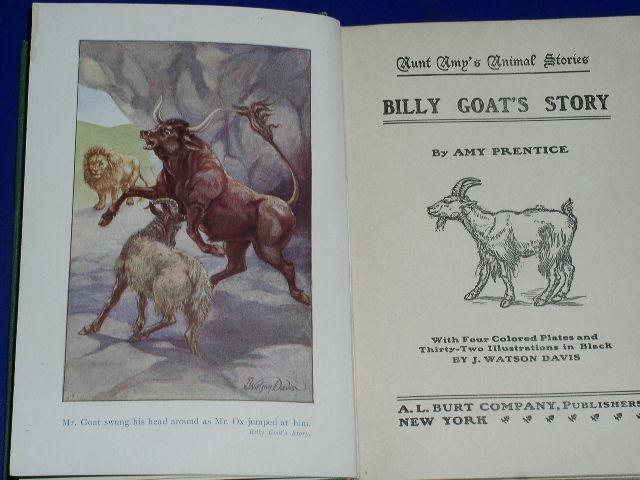 J Watson Davis
Mr. Goat swung his head around as Mr. Ox jumped at him.
Billy Goat's Story.
Aunt Amy's Animal Stories
BILLY GOAT'S STORY
By AMY PRENTICE
With Four Colored Plates and
Thirty-Two Illustrations in Black
BY J. WATSON DAVIS
A. L. BURT COMPANY, PUBLISHERS
NEW YORK